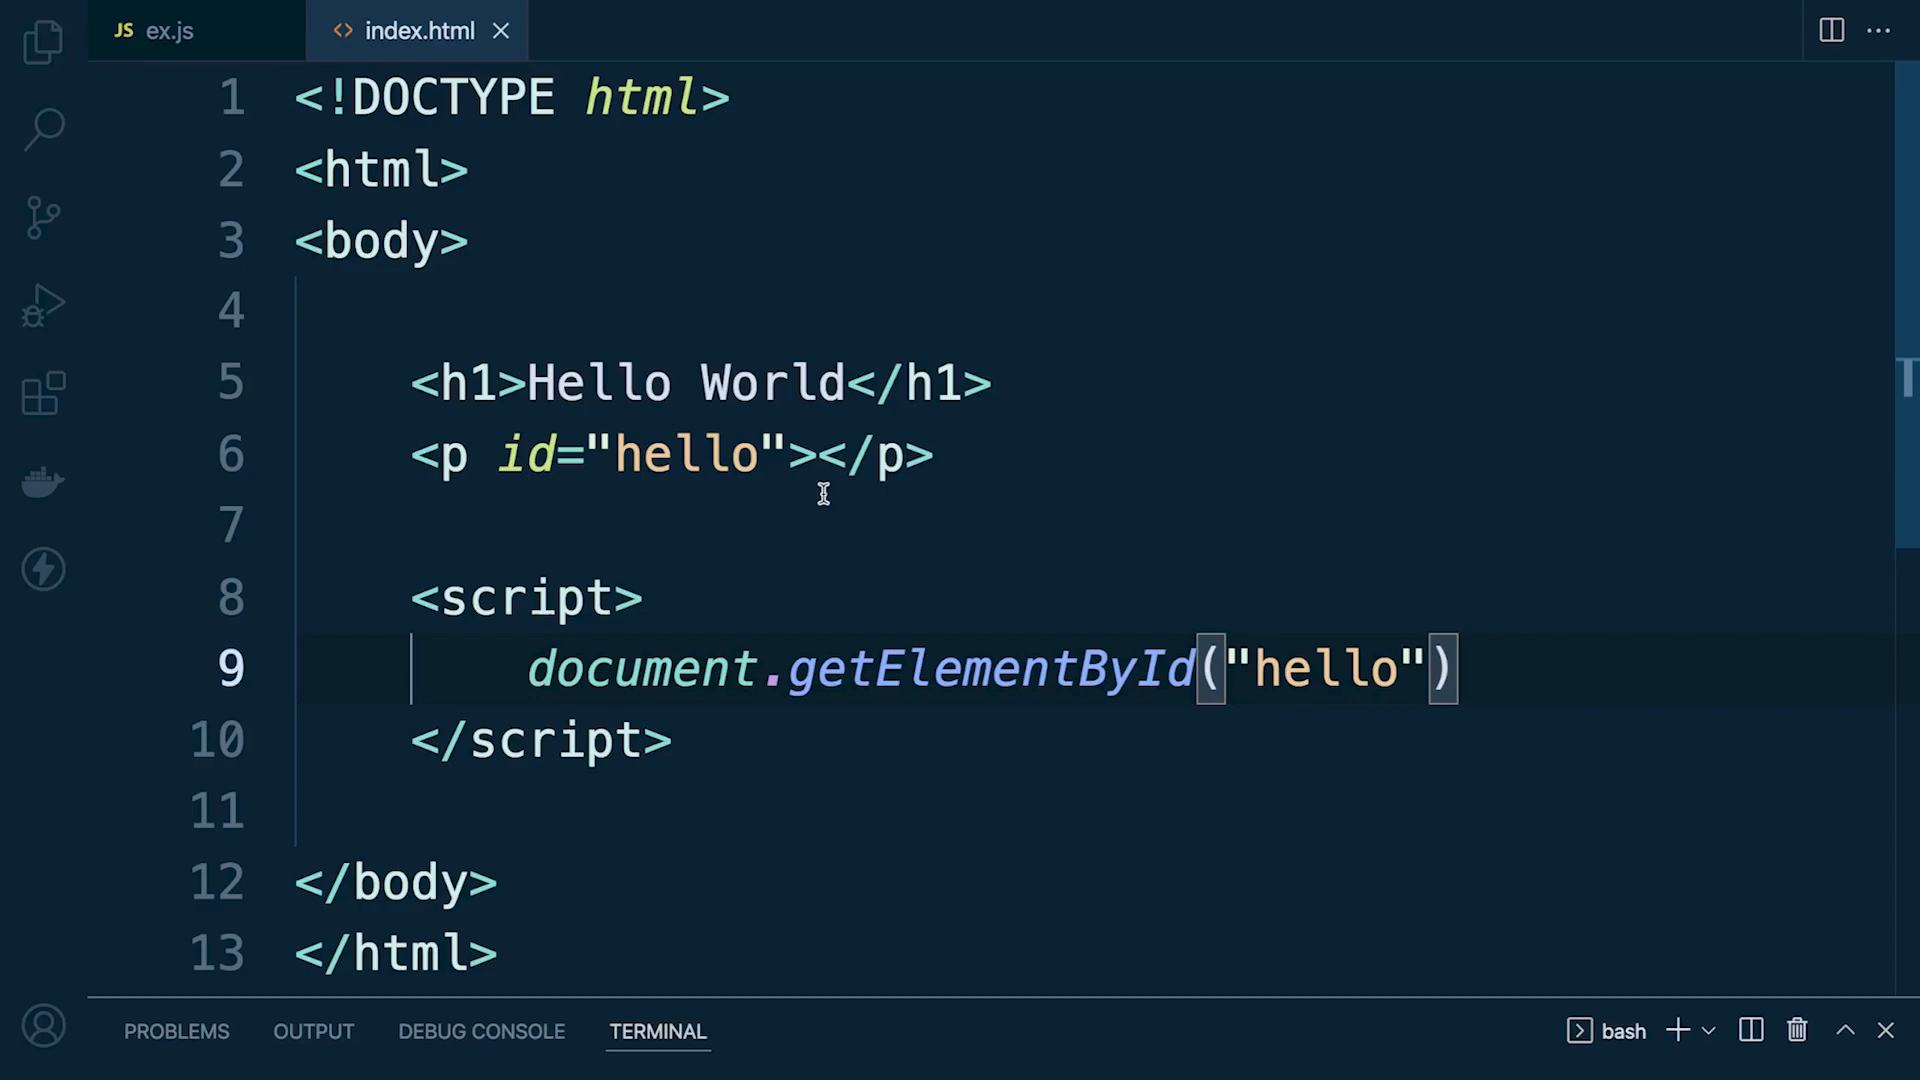 JS ex.js
<> index.html
1 <!DOCTYPE html>
2 <html>
3 <body>
4
5 <h1>Hello World</h1>
6 <p id="hello"></p>
7
8 <script>
9 document.getElementById("hello")
10 </script>
11
12 </body>
13 </html>
PROBLEMS OUTPUT DEBUG CONSOLE TERMINAL bash